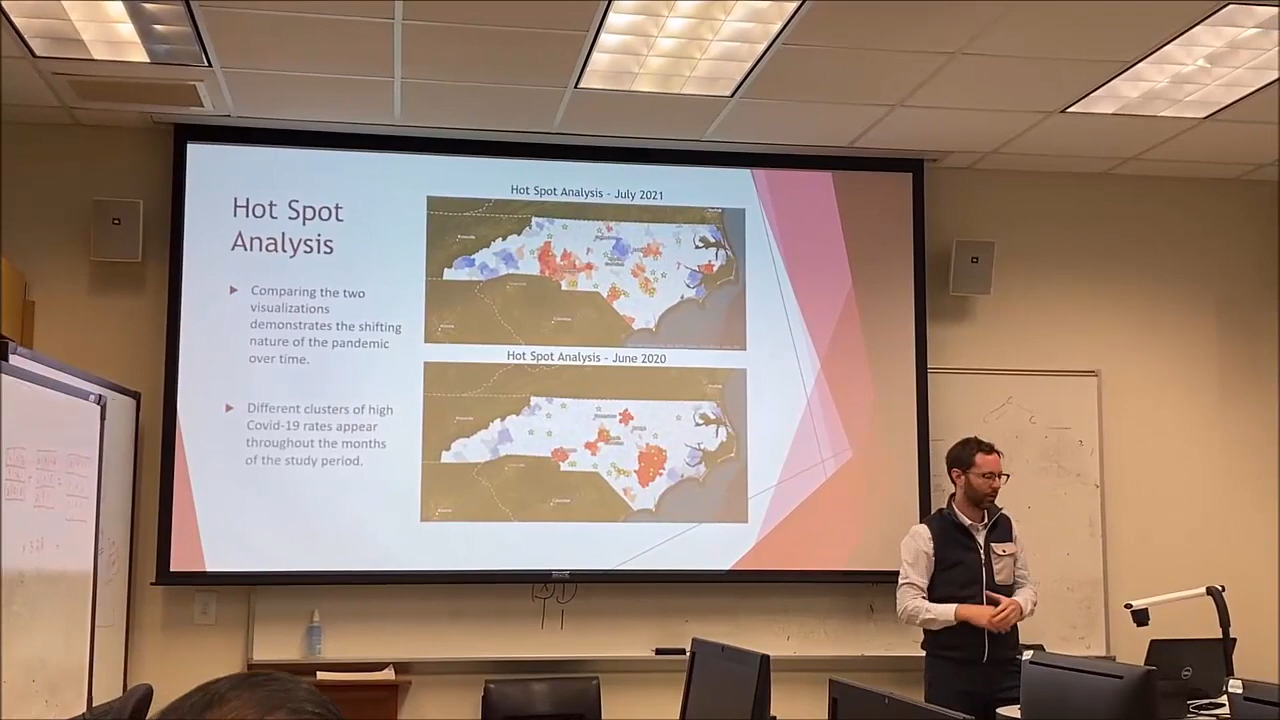 Hot Spot
Analysis
Comparing the two
visualizations
demonstrates the shifting
nature of the pandemic
over time.
Different clusters of high
Covid-19 rates appear
throughout the months
of the study period.
Hot Spot Analysis - July 2021
Hot Spot Analysis - June 2020
DELL